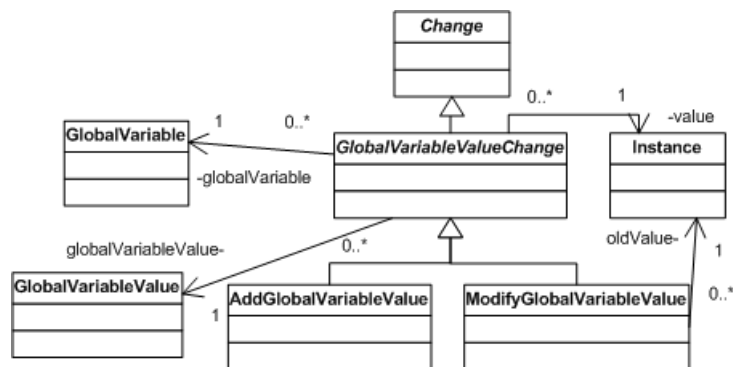 Change
0..*
1
-value
1
0..*
GlobalVariable
GlobalVariableValueChange
Instance
-globalVariable
globalVariableValue-
0..*
oldValue-
1
GlobalVariableValue
AddGlobalVariableValue
ModifyGlobalVariableValue
0..*
1